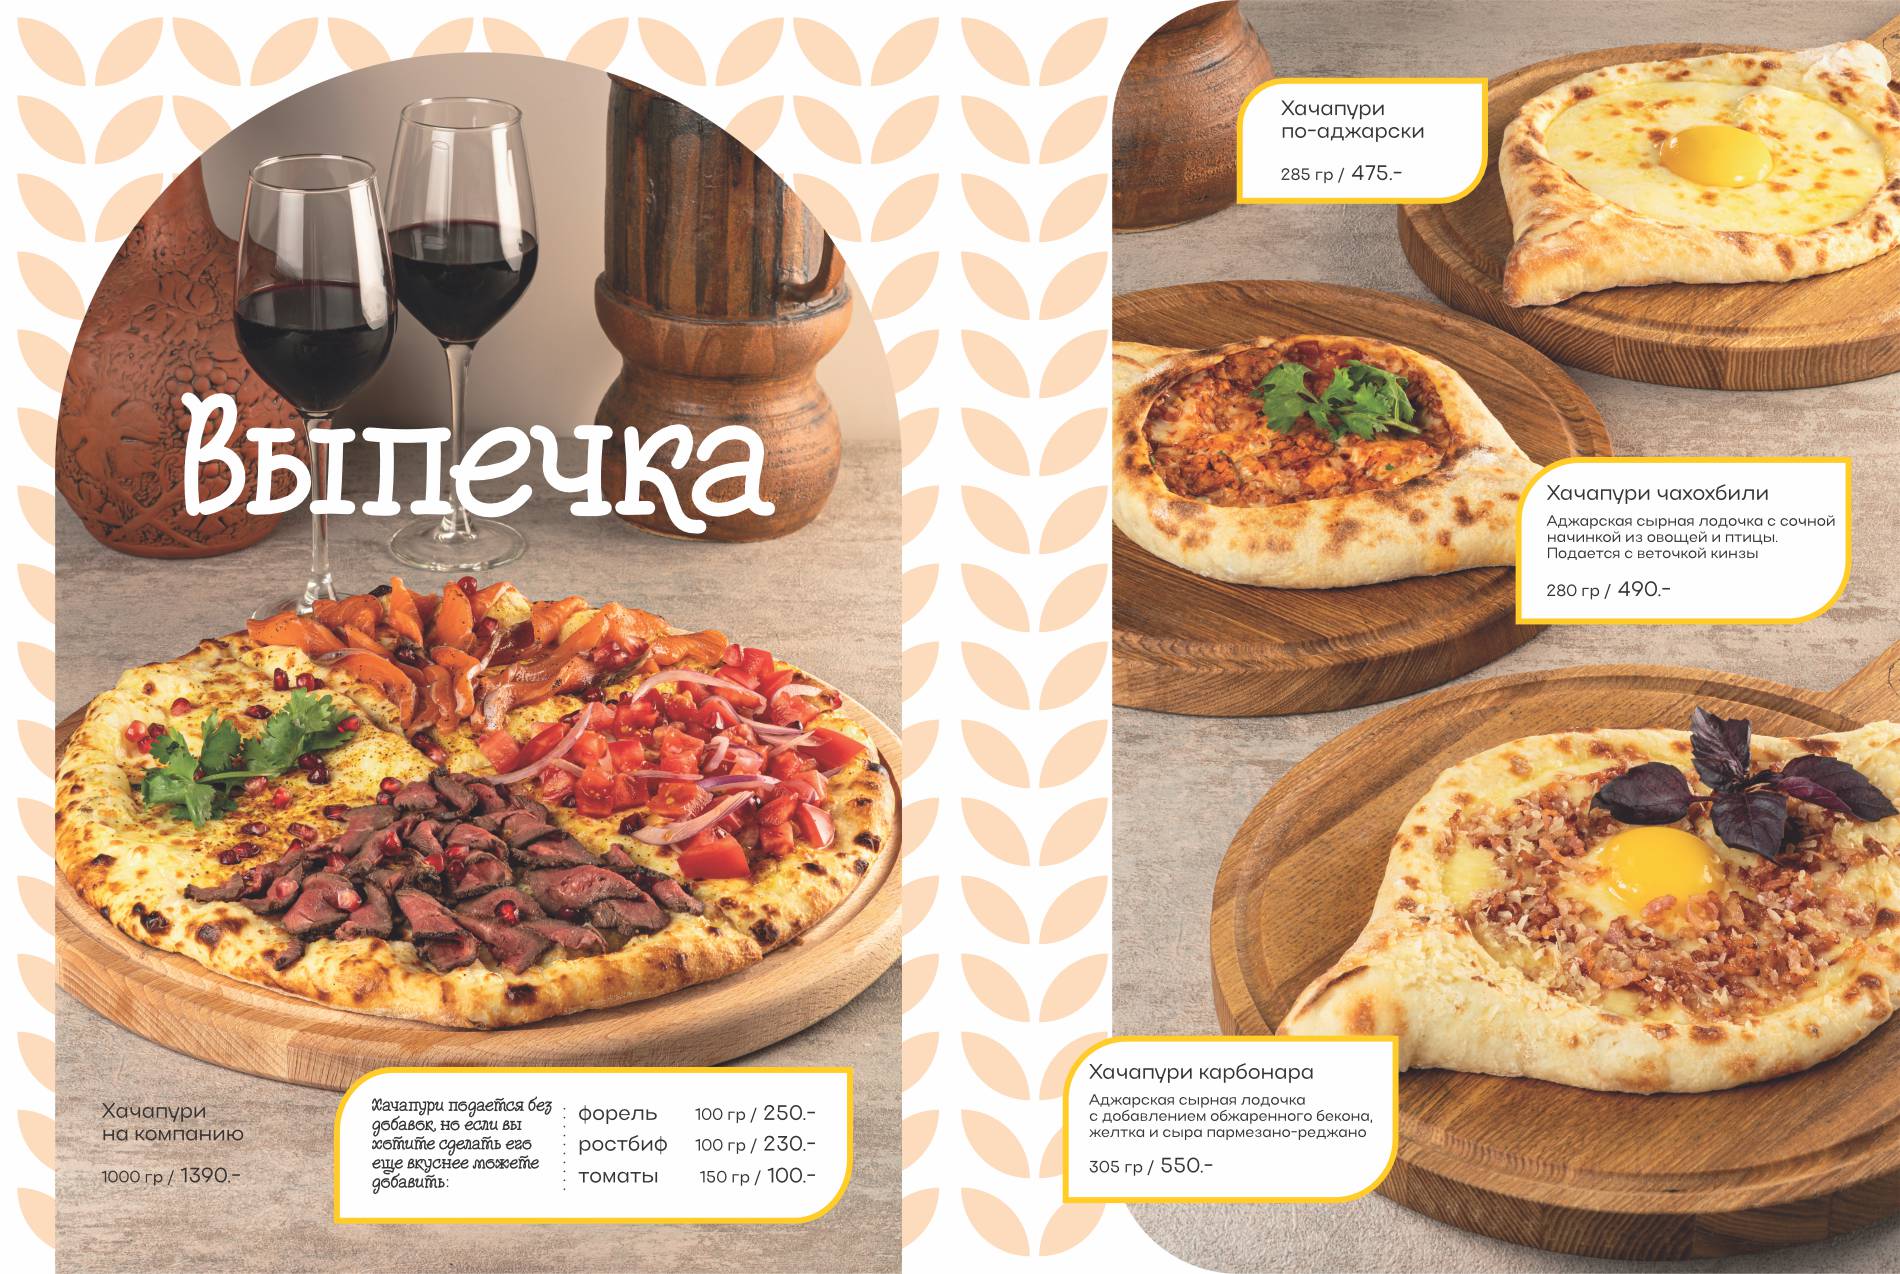 Выпечка
Хачапури
на компанию
1000 гр / 1390.-
Хачапури подается без
добавок, но если вы
хотите сделать его
еще вкуснее можете
добавить:
форель 100 гр / 250.-
ростбиф 100 гр / 230.-
томаты 150 гр / 100.-
Хачапури
по-аджарски
285 гр / 475.-
Хачапури чахохбили
Аджарская сырная лодочка с сочной
начинкой из овощей и птицы.
Подается с веточкой кинзы
280 гр / 490.-
Хачапури карбонара
Аджарская сырная лодочка
с добавлением обжаренного бекона,
желтка и сыра пармезано-реджано
305 гр / 550.-